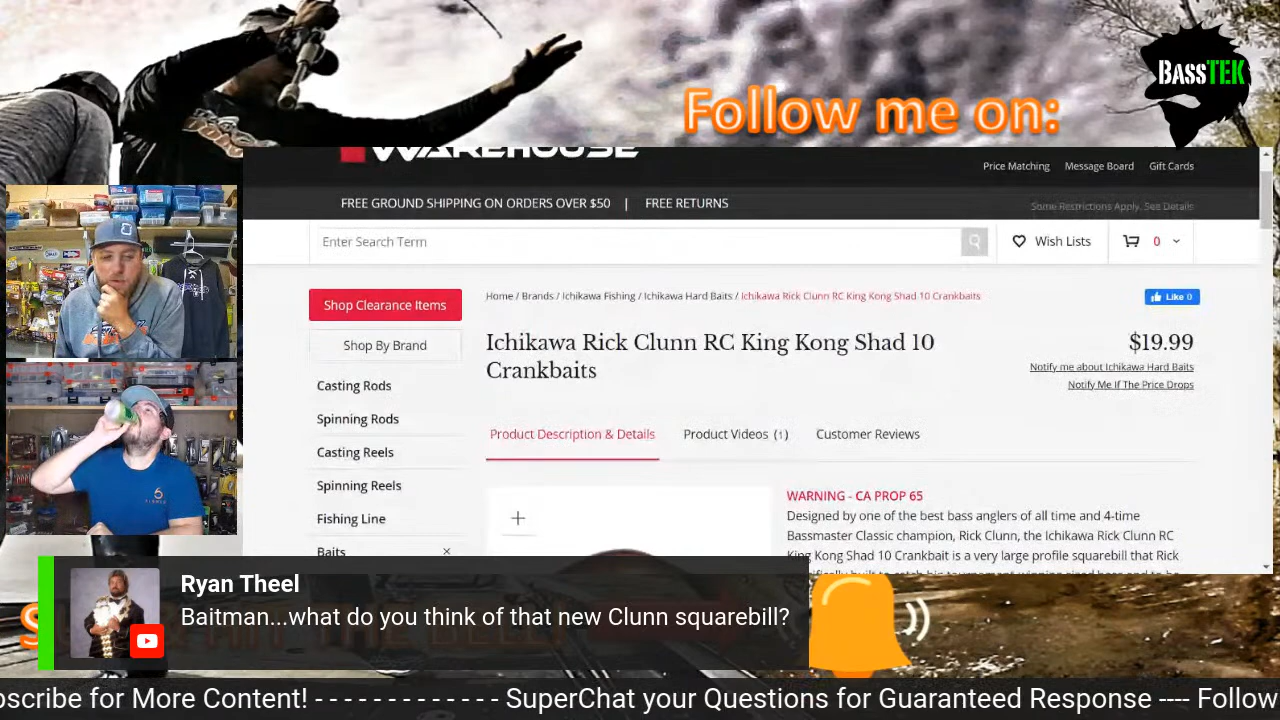 BASSTEK
Follow me on:
WAREHOUSE
Price Matching Message Board Gift Cards
FREE GROUND SHIPPING ON ORDERS OVER $50 | FREE RETURNS
Some Restrictions Apply. See Details
Enter Search Term
Wish Lists
0
Shop Clearance Items
Home / Brands / Ichikawa Fishing / Ichikawa Hard Baits / Ichikawa Rick Clunn RC King Kong Shad 10 Crankbaits
Like 0
Shop By Brand
Ichikawa Rick Clunn RC King Kong Shad 10
Crankbaits
$19.99
Notify me about Ichikawa Hard Baits
Notify Me If The Price Drops
Casting Rods
Spinning Rods
Casting Reels
Spinning Reels
Fishing Line
Baits
Product Description & Details Product Videos (1) Customer Reviews
WARNING - CA PROP 65
Designed by one of the best bass anglers of all time and 4-time
Bassmaster Classic champion, Rick Clunn, the Ichikawa Rick Clunn RC
King Kong Shad 10 Crankbait is a very large profile squarebill that Rick
Ryan Theel
Baitman...what do you think of that new Clunn squarebill?
bscribe for More Content! - - - - - - - - - - - - - SuperChat your Questions for Guaranteed Response ---- Follow